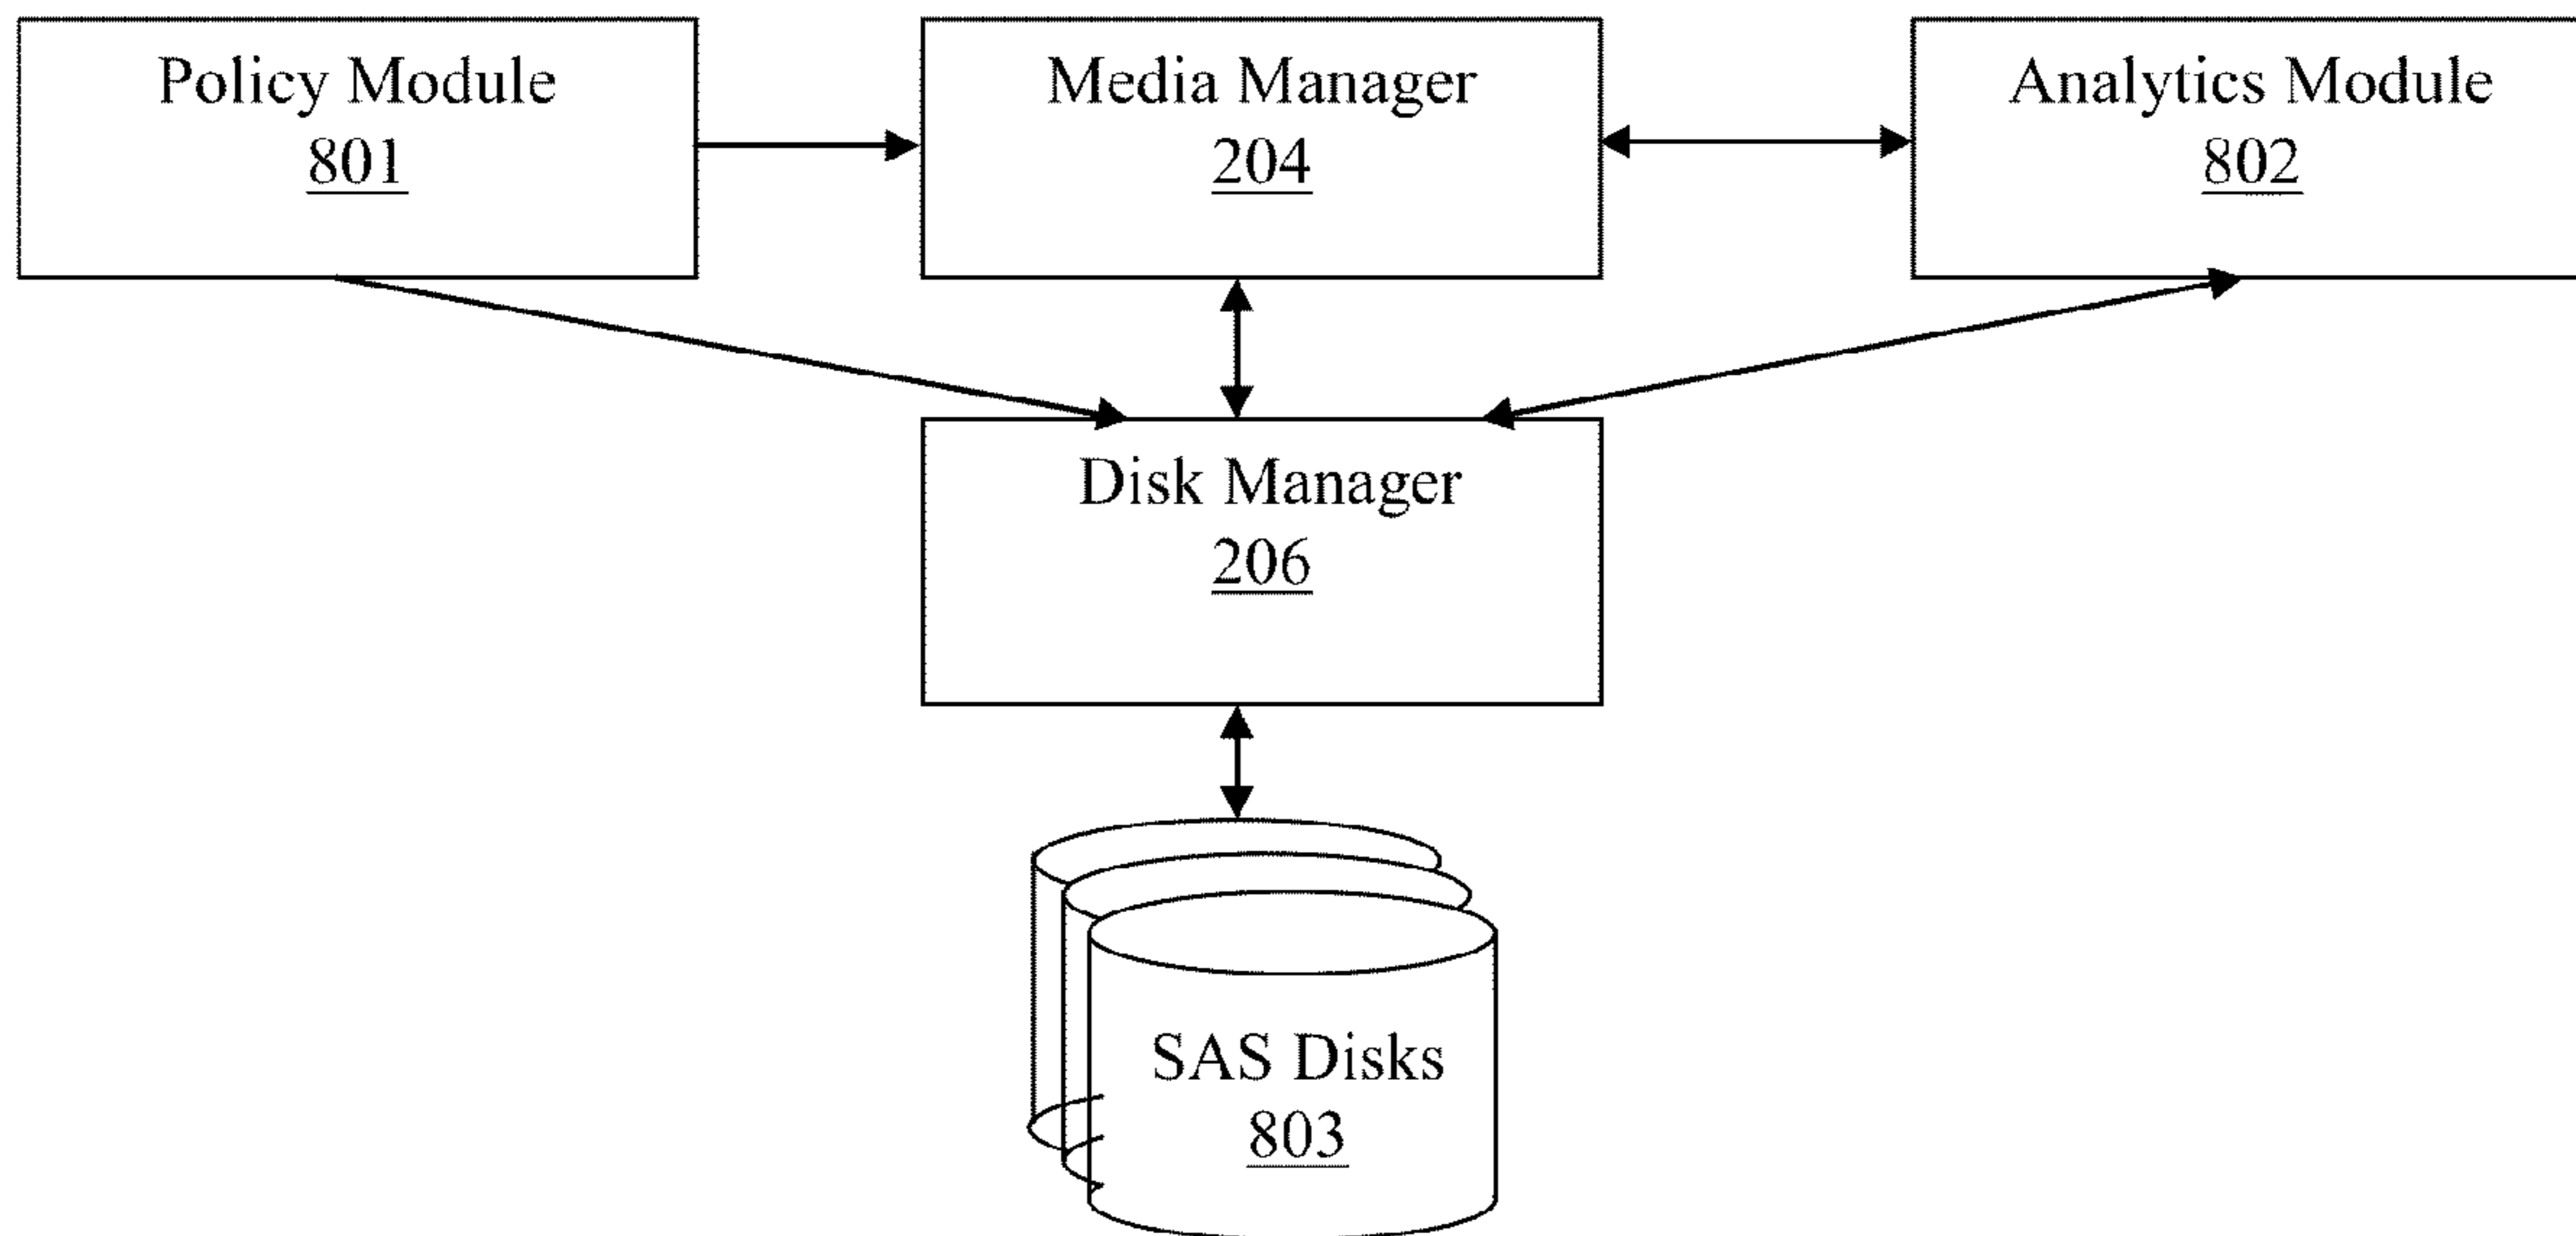 Policy Module
801
Media Manager
204
Analytics Module
802
Disk Manager
206
SAS Disks
803